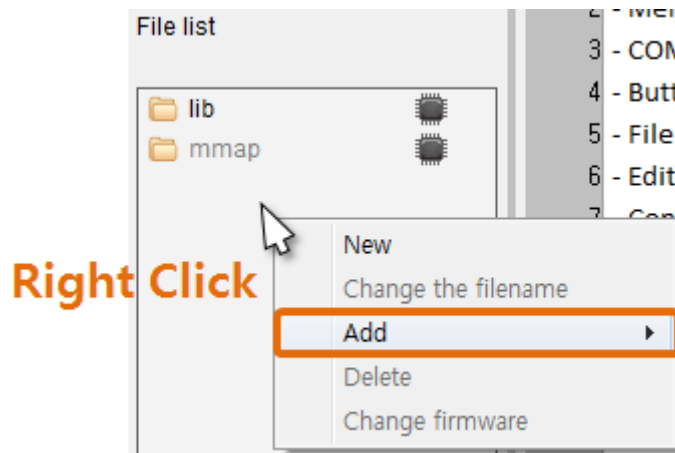 File list
lib
mmap
3 - COM
4 - Butt
5 - File
6 - Edit
7
Right Click
New
Change the filename
Add
Delete
Change firmware